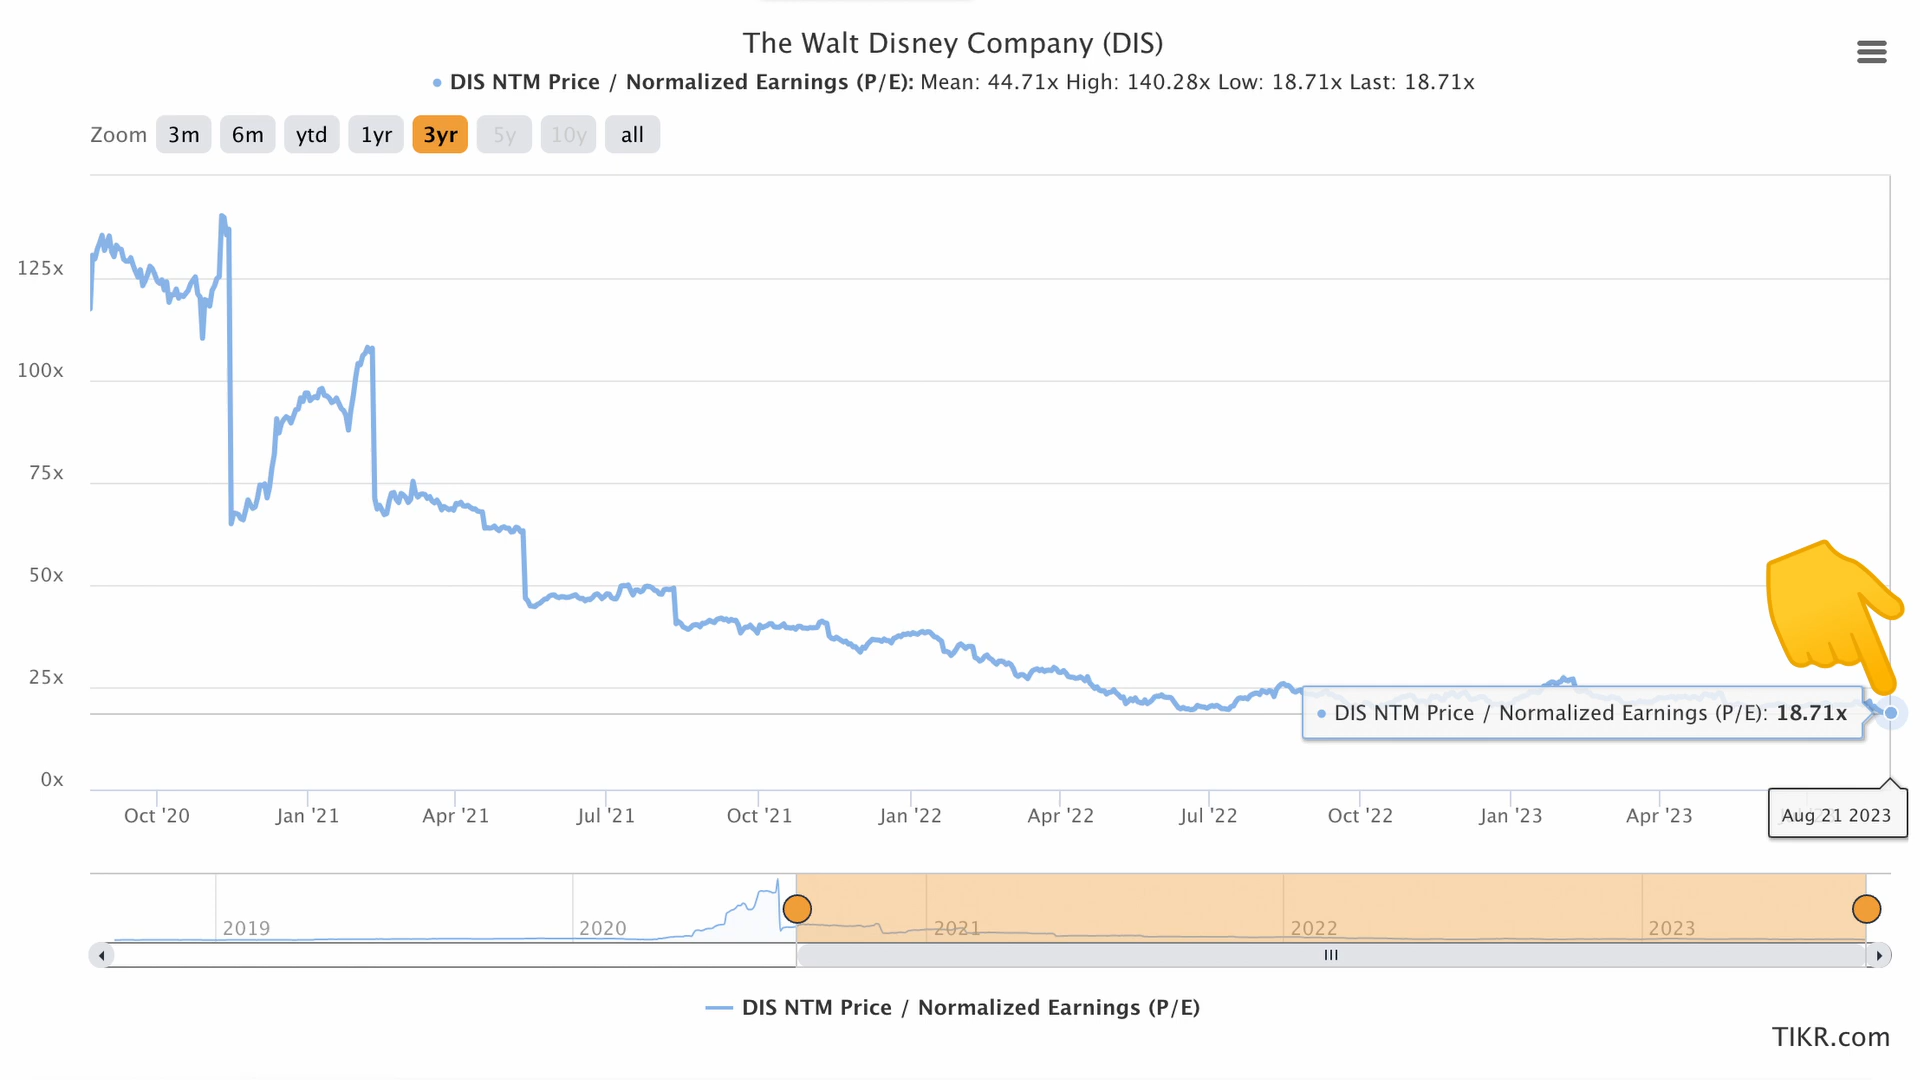 The Walt Disney Company (DIS)
DIS NTM Price / Normalized Earnings (P/E): Mean: 44.71x High: 140.28x Low: 18.71x Last: 18.71x
Zoom 3m 6m ytd 1yr 3yr 5y 10y all
125x
100x
75x
50x
25x
0x
DIS NTM Price / Normalized Earnings (P/E): 18.71x
Oct '20 Jan '21 Apr '21 Jul '21 Oct '21 Jan '22 Apr '22 Jul '22 Oct '22 Jan '23 Apr '23
Aug 21 2023
2019 2020 2021 2022 2023
DIS NTM Price / Normalized Earnings (P/E)
TIKR.com